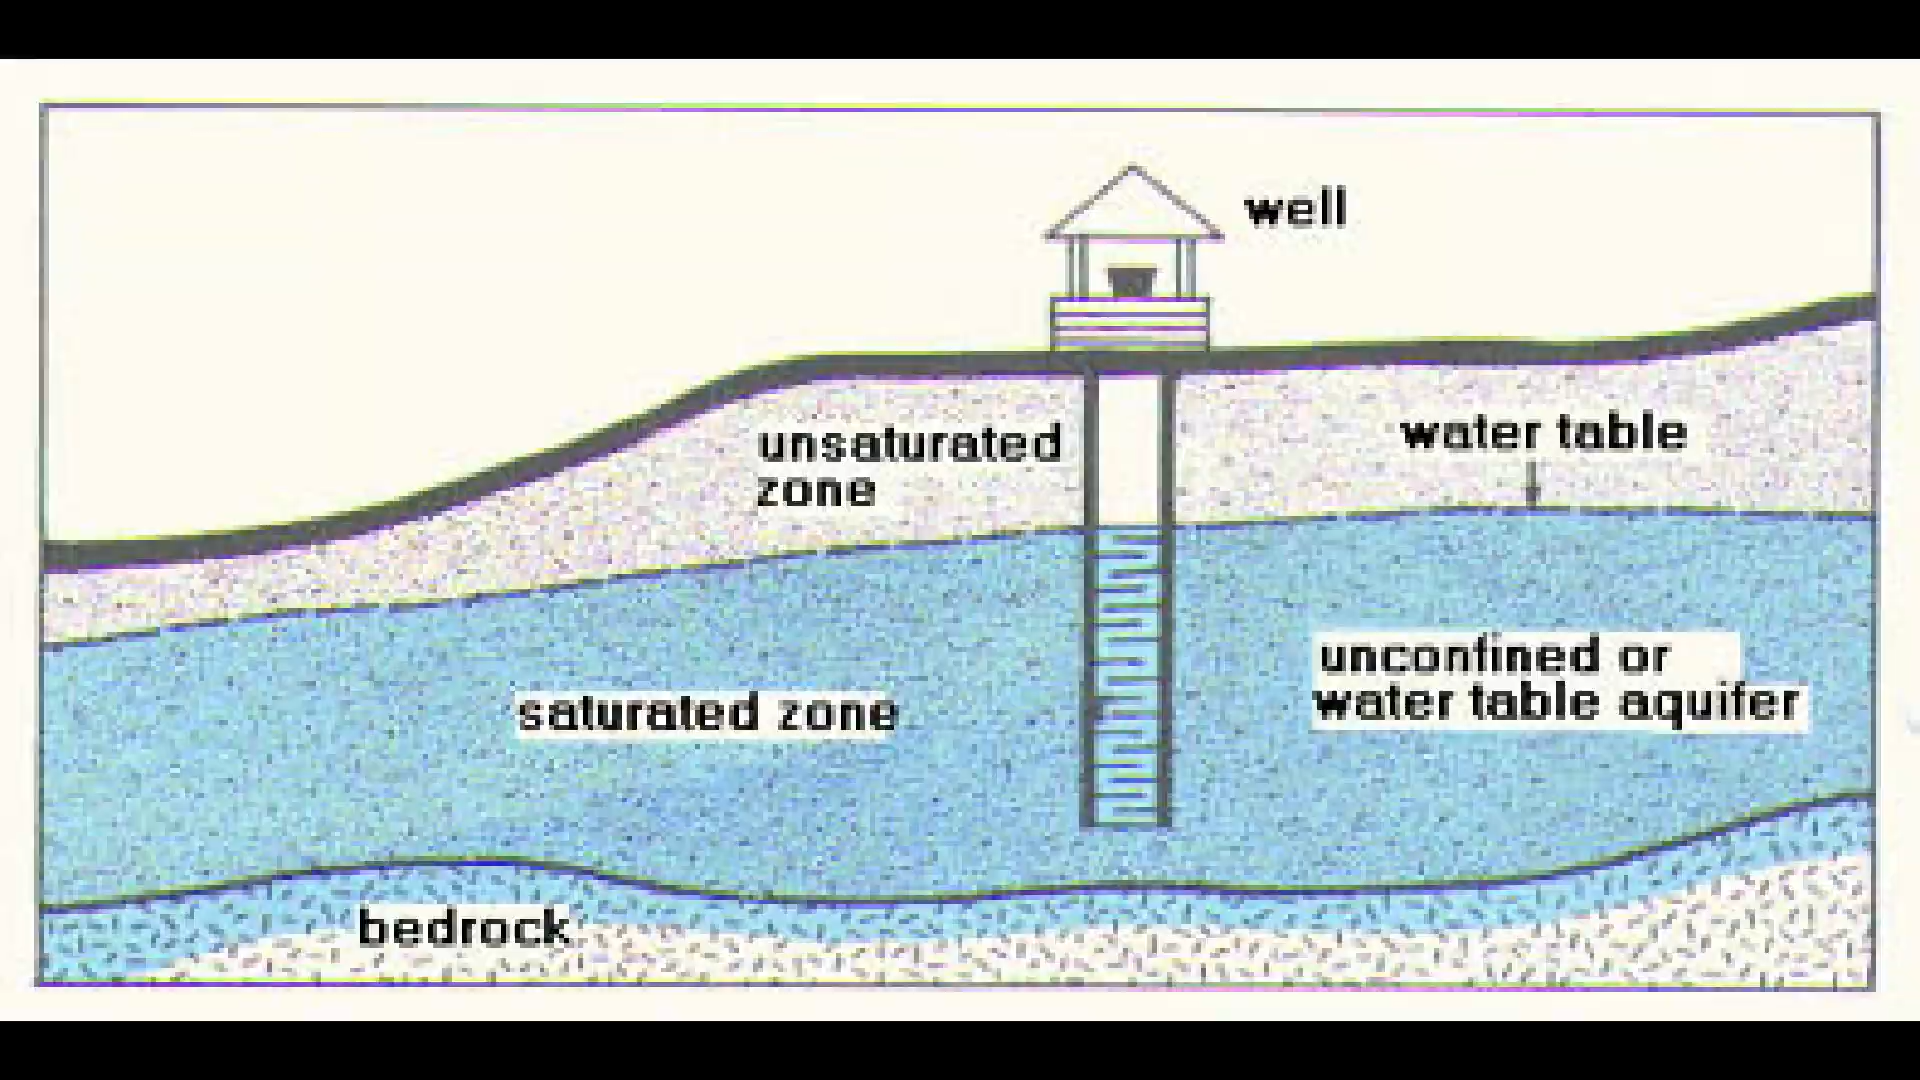 well
unsaturated
zone
water table
saturated zone
unconfined or
water table aquifer
bedrock